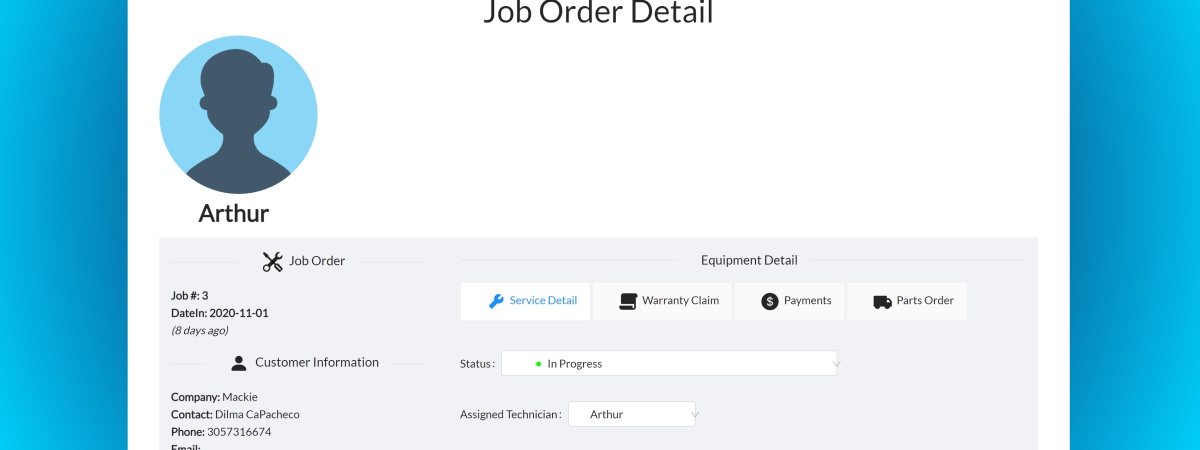 Job Order Detail
Arthur
Job Order
Job #: 3
DateIn: 2020-11-01
(8 days ago)
Customer Information
Company: Mackie
Contact: Dilma CaPacheco
Phone: 3057316674
Email:
Equipment Detail
Service Detail
Warranty Claim
Payments
Parts Order
Status: In Progress
Assigned Technician: Arthur